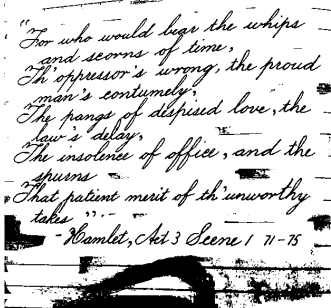 "For who would bear the whips
and scorns of time,
Th'oppressor's wrong, the proud
man's contumely,
The pangs of despised love, the
law's delay,
The insolence of office, and the
spurns
That patient merit of th'unworthy
takes"
- Hamlet, Act 3 Scene 1 71-75